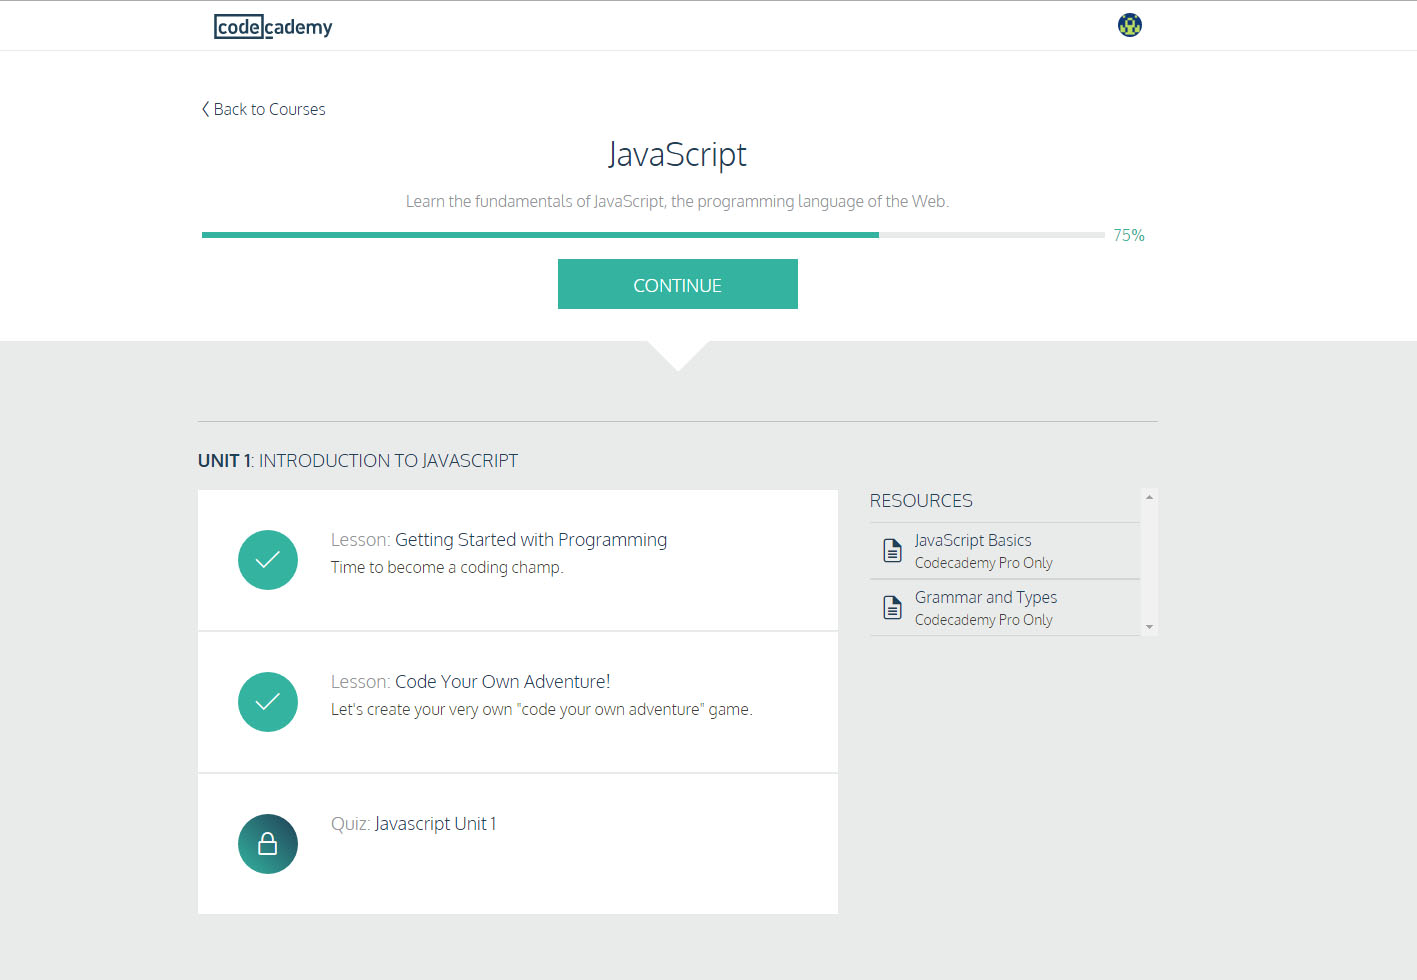 codecademy
Back to Courses
JavaScript
Learn the fundamentals of JavaScript, the programming language of the Web.
75%
CONTINUE
UNIT 1: INTRODUCTION TO JAVASCRIPT
Lesson: Getting Started with Programming
Time to become a coding champ.
Lesson: Code Your Own Adventure!
Let's create your very own "code your own adventure" game.
Quiz: Javascript Unit 1
RESOURCES
JavaScript Basics
Codecademy Pro Only
Grammar and Types
Codecademy Pro Only